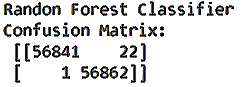 Randon Forest Classifier
Confusion Matrix:
[[56841 22]
[ 1 56862]]